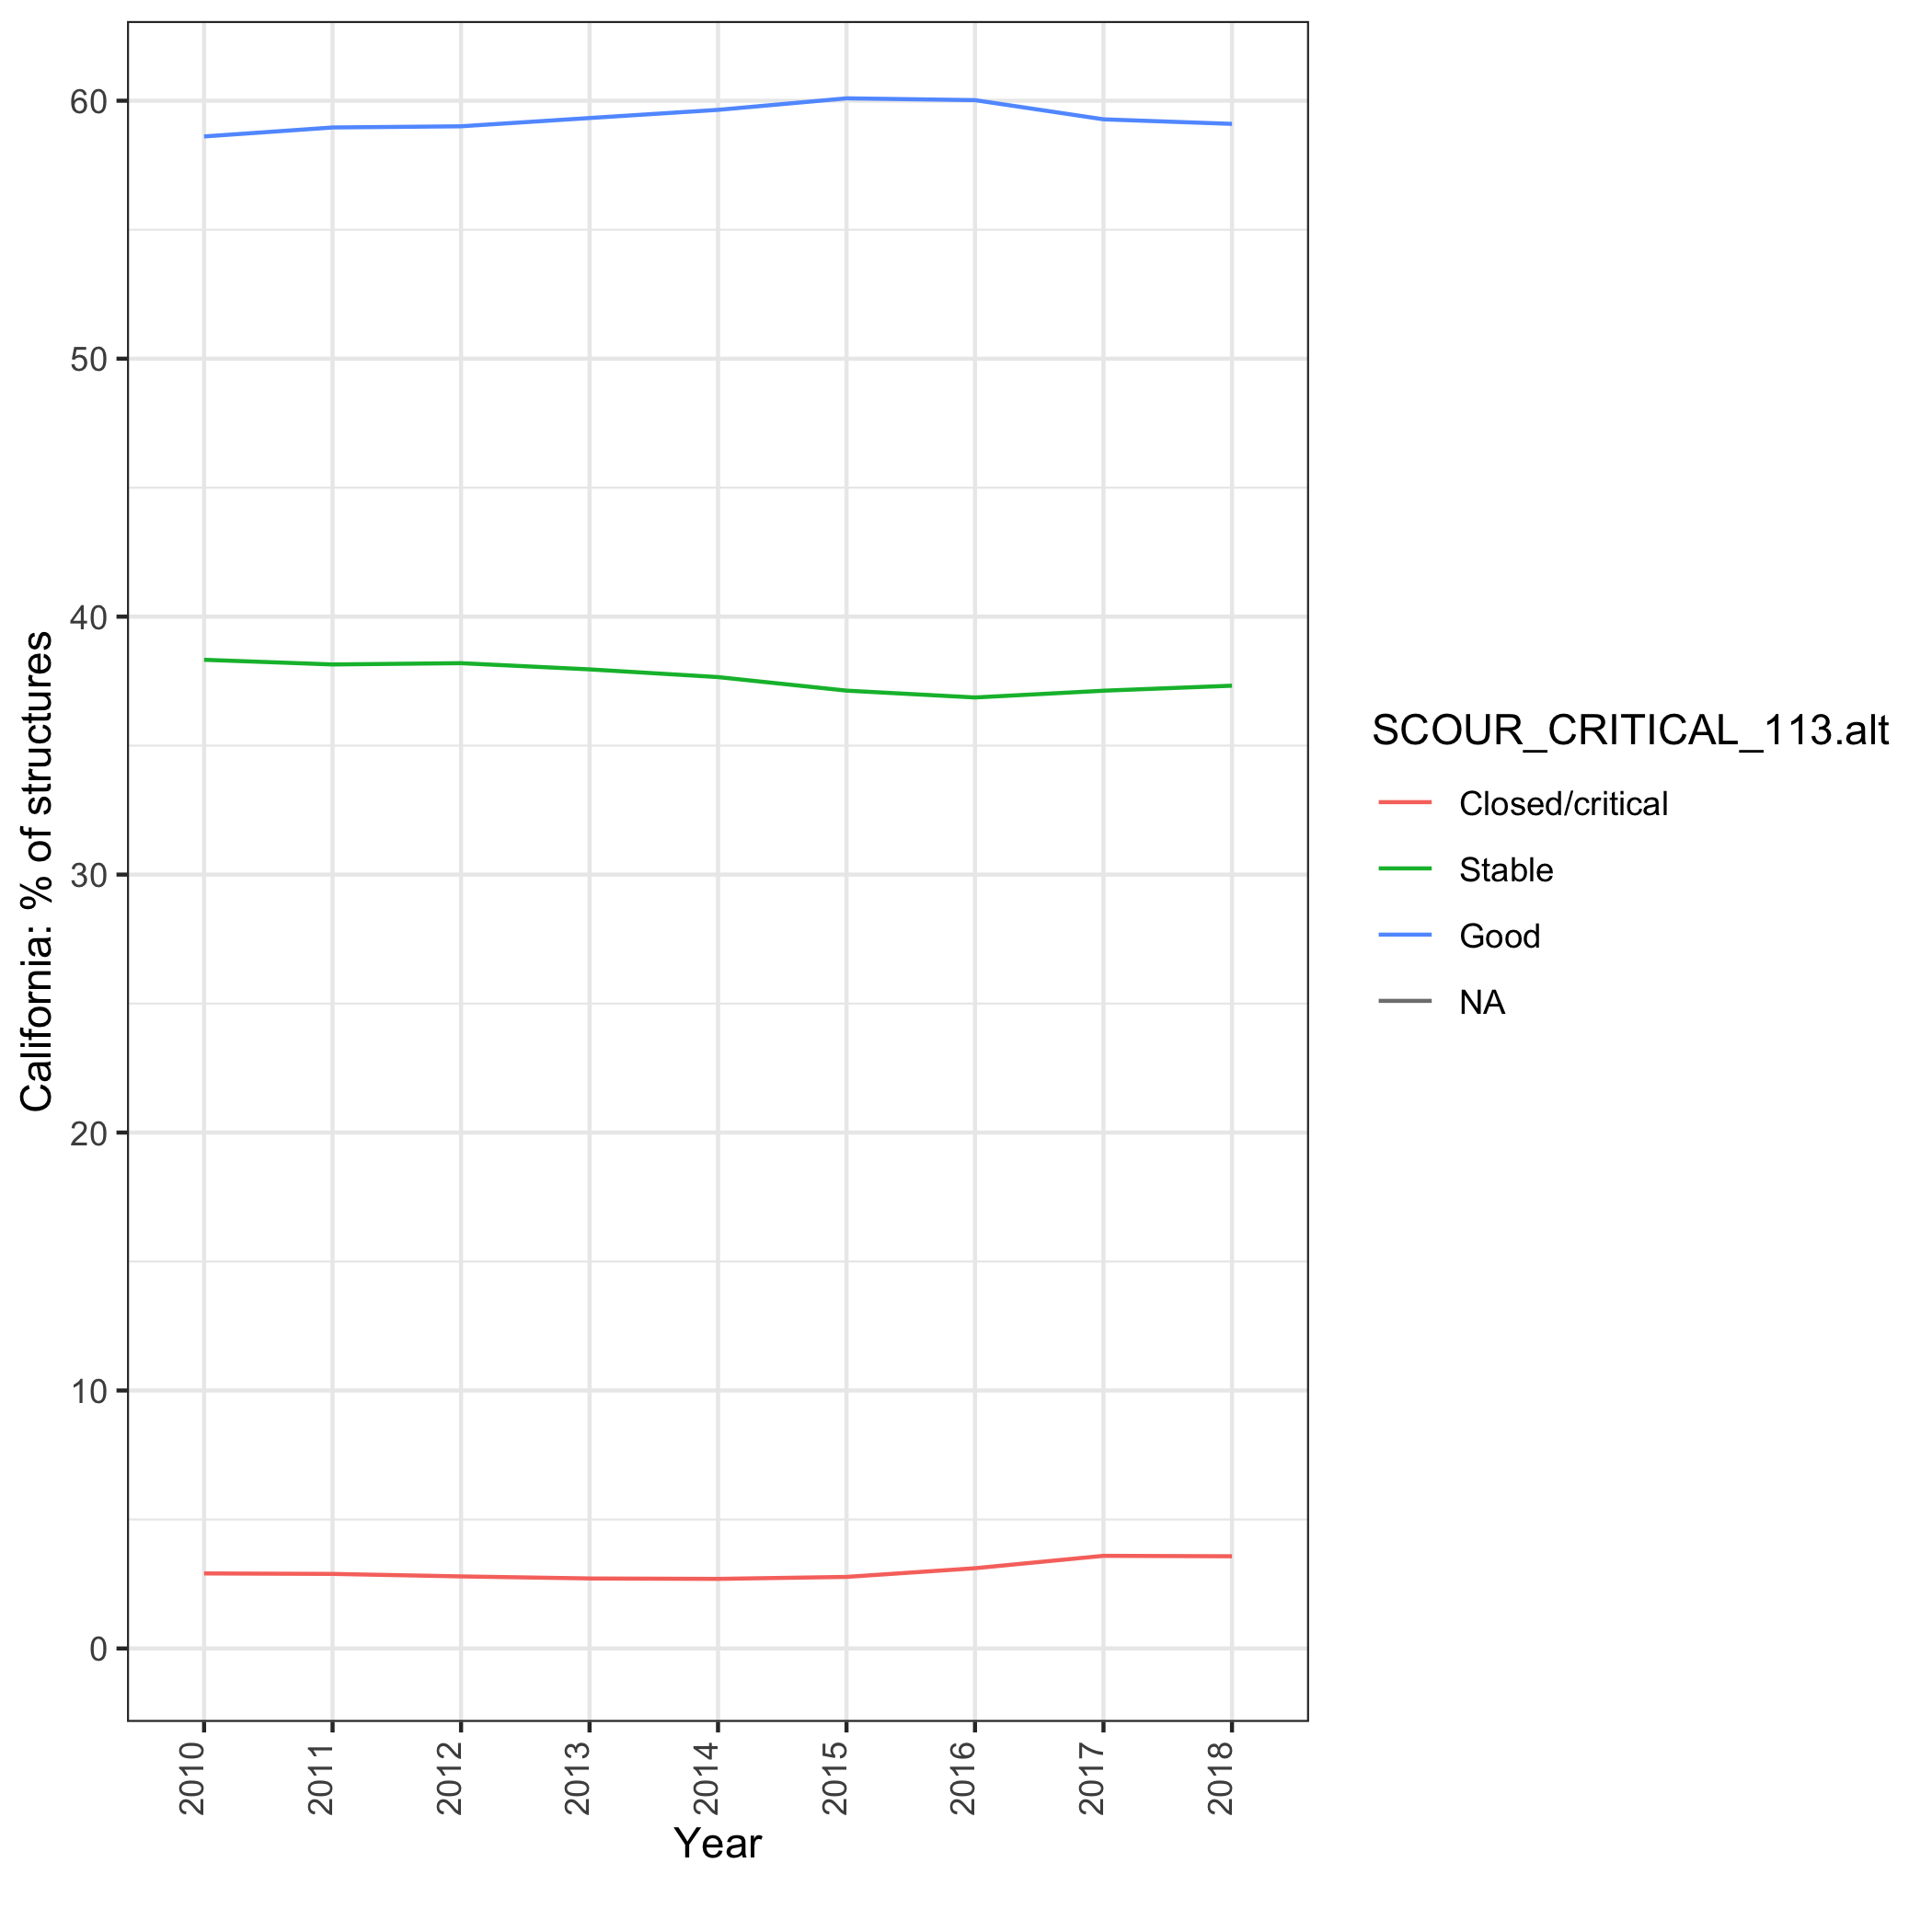 California: % of structures
60
50
40
30
20
10
0
2010
2011
2012
2013
2014
2015
2016
2017
2018
Year
SCOUR_CRITICAL_113.alt
Closed/critical
Stable
Good
NA